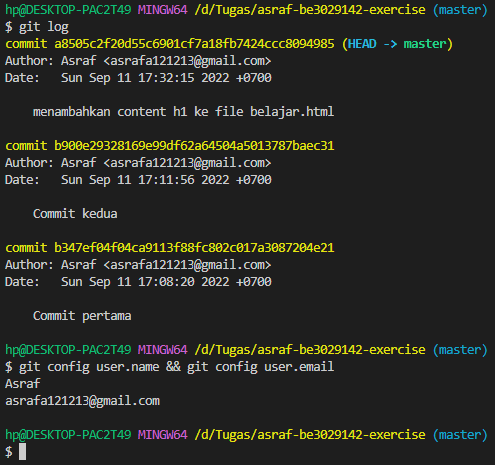 hp@DESKTOP-PAC2T49 MINGW64 /d/Tugas/asraf-be3029142-exercise (master)
$ git log
commit a8505c2f20d55c6901cf7a18fb7424ccc8094985 (HEAD -> master)
Author: Asraf <asrafa121213@gmail.com>
Date:   Sun Sep 11 17:32:15 2022 +0700

    menambahkan content h1 ke file belajar.html

commit b900e29328169e99df62a64504a5013787baec31
Author: Asraf <asrafa121213@gmail.com>
Date:   Sun Sep 11 17:11:56 2022 +0700

    Commit kedua

commit b347ef04f04ca9113f88fc802c017a3087204e21
Author: Asraf <asrafa121213@gmail.com>
Date:   Sun Sep 11 17:08:20 2022 +0700

    Commit pertama

hp@DESKTOP-PAC2T49 MINGW64 /d/Tugas/asraf-be3029142-exercise (master)
$ git config user.name && git config user.email
Asraf
asrafa121213@gmail.com

hp@DESKTOP-PAC2T49 MINGW64 /d/Tugas/asraf-be3029142-exercise (master)
$